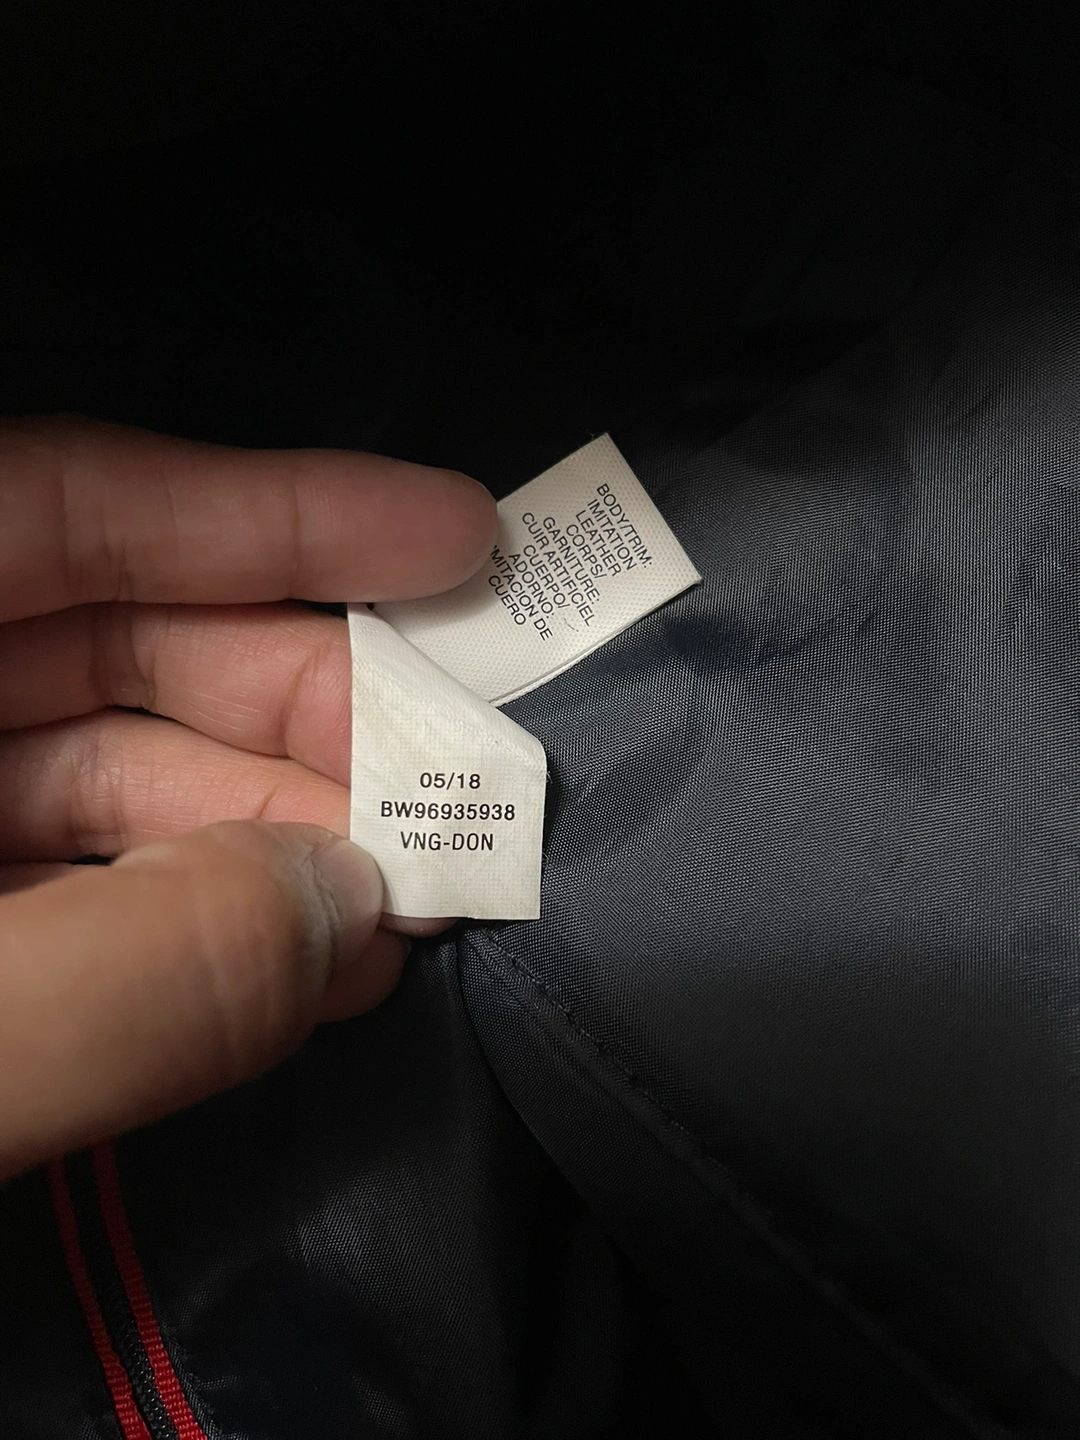 BODY/TRIM:
IMITATION
LEATHER
CORPS/
GARNITURE:
CUIR ARTIFICIEL
CUERPO/
ADORNO:
IMITACION DE
CUERO
05/18
BW96935938
VNG-DON